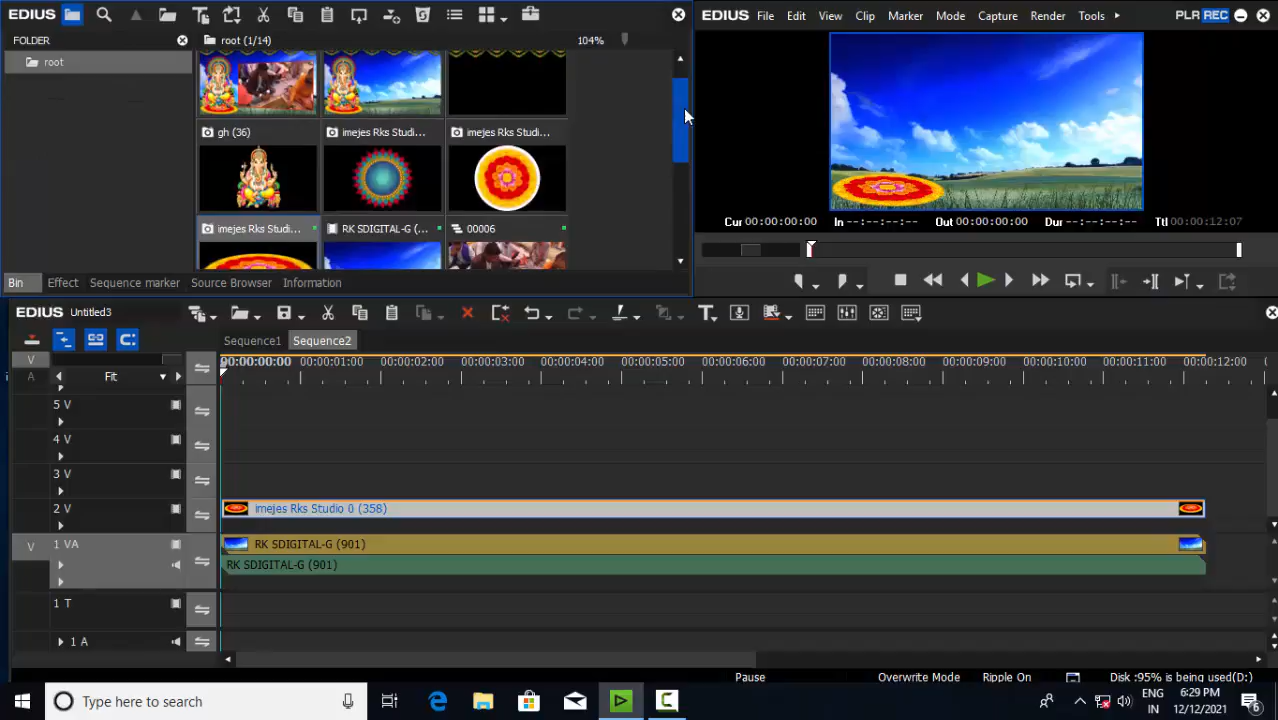 EDIUS
EDIUS File Edit View Clip Marker Mode Capture Render Tools PLR REC
FOLDER
root (1/14) 104%
root
gh (36) imejes Rks Studi... imejes Rks Studi...
imejes Rks Studi... RK SDIGITAL-G (... 00006
Cur 00:00:00:00 In --:--:--:-- Out 00:00:00:00 Dur --:--:--:-- Ttl 00:00:12:07
Bin Effect Sequence marker Source Browser Information
EDIUS Untitled3
Sequence1 Sequence2
V
A
Fit
00:00:00:00 00:00:01:00 00:00:02:00 00:00:03:00 00:00:04:00 00:00:05:00 00:00:06:00 00:00:07:00 00:00:08:00 00:00:09:00 00:00:10:00 00:00:11:00 00:00:12:00
5 V
4 V
3 V
2 V imejes Rks Studio 0 (358)
V 1 VA RK SDIGITAL-G (901)
RK SDIGITAL-G (901)
1 T
1 A
Pause Overwrite Mode Ripple On Disk :95% is being used(D:)
Type here to search
ENG
IN
6:29 PM
12/12/2021
6